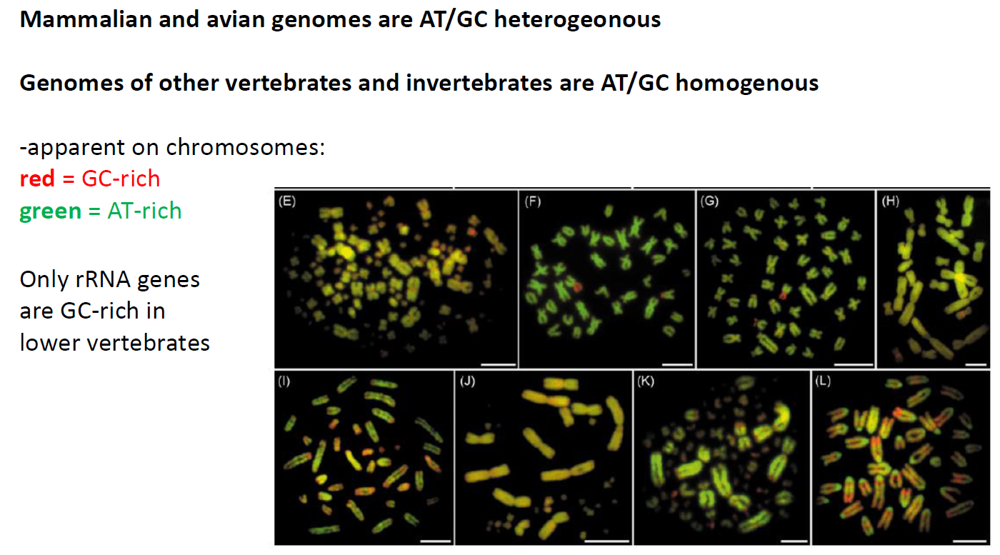 Mammalian and avian genomes are AT/GC heterogeonous
Genomes of other vertebrates and invertebrates are AT/GC homogenous
-apparent on chromosomes:
red = GC-rich
green = AT-rich
Only rRNA genes
are GC-rich in
lower vertebrates
(E)
(F)
(G)
(H)
(I)
(J)
(K)
(L)